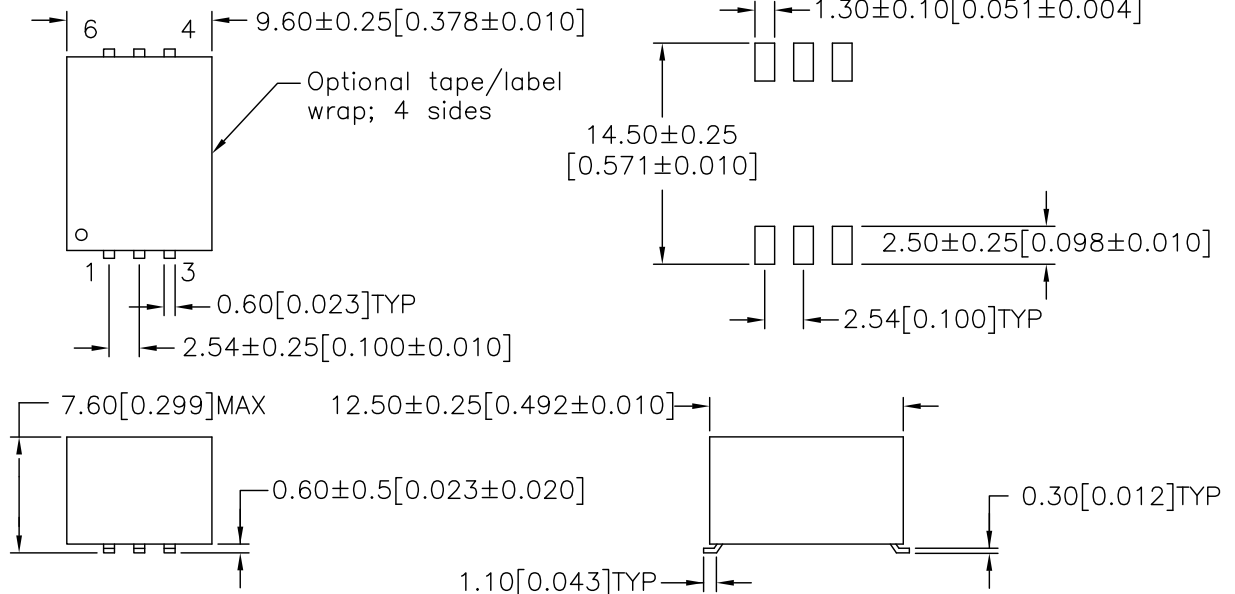 6
4
9.60±0.25[0.378±0.010]
1.30±0.10[0.051±0.004]
Optional tape/label
wrap; 4 sides
14.50±0.25
[0.571±0.010]
2.50±0.25[0.098±0.010]
1
3
0.60[0.023]TYP
2.54[0.100]TYP
2.54±0.25[0.100±0.010]
7.60[0.299]MAX
12.50±0.25[0.492±0.010]
0.60±0.5[0.023±0.020]
0.30[0.012]TYP
1.10[0.043]TYP